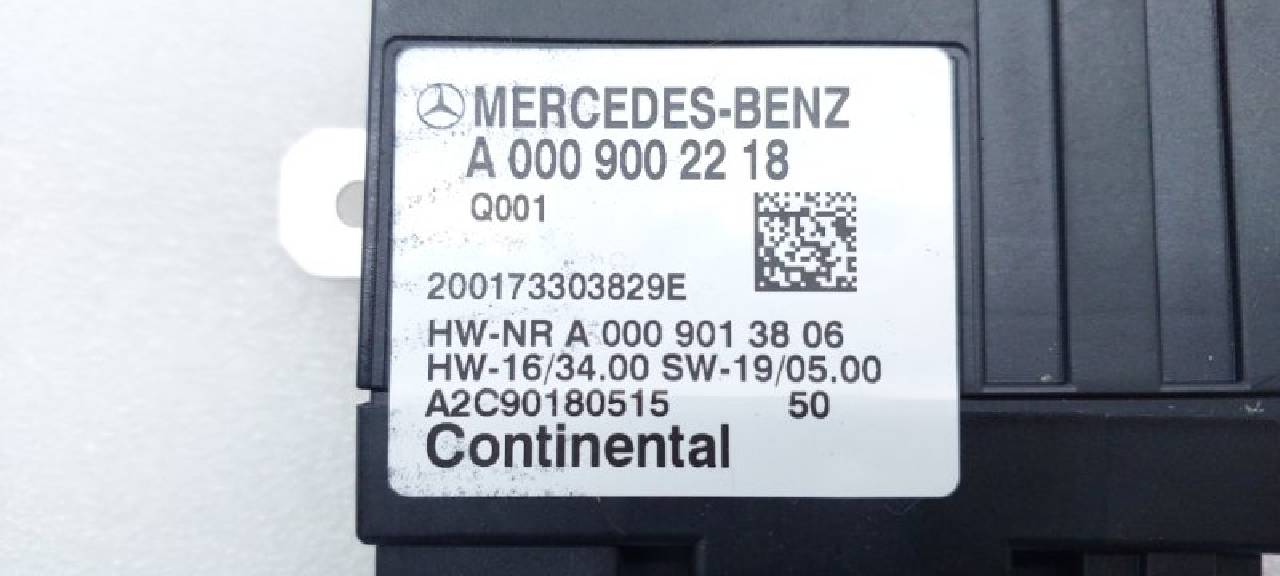 MERCEDES-BENZ
A 000 900 22 18
Q001
200173303829E
HW-NR A 000 901 38 06
HW-16/34.00 SW-19/05.00
A2C90180515 50
Continental